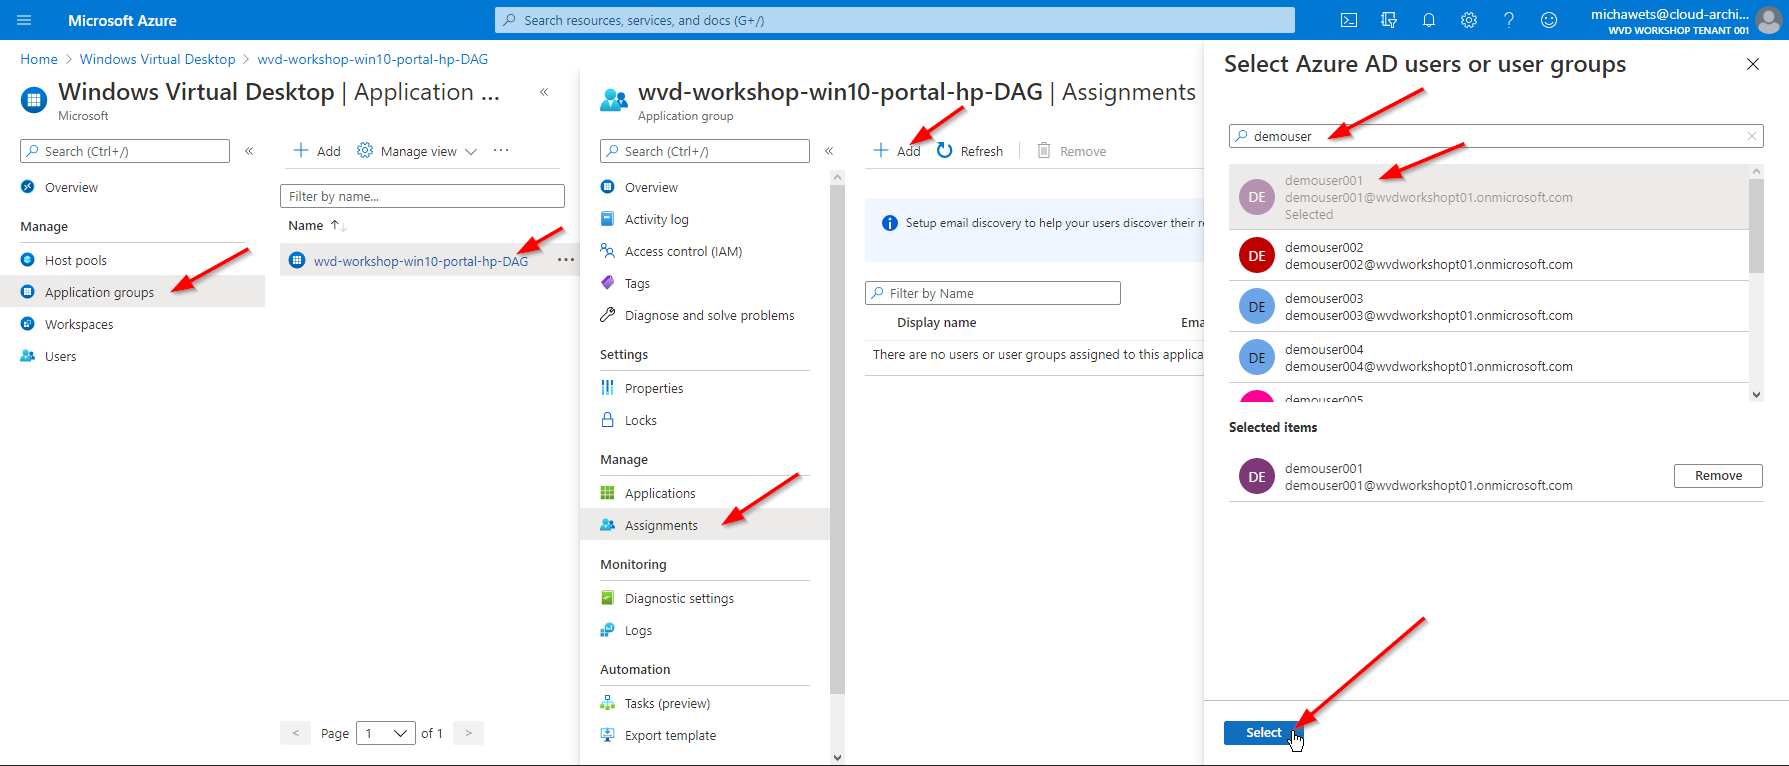 Microsoft Azure
Search resources, services, and docs (G+/)
michawets@cloud-archi...
WVD WORKSHOP TENANT 001
Home > Windows Virtual Desktop > wvd-workshop-win10-portal-hp-DAG
Windows Virtual Desktop | Application ...
Microsoft
Search (Ctrl+/)
Overview
Manage
Host pools
Application groups
Workspaces
Users
Add Manage view ...
Filter by name...
Name
wvd-workshop-win10-portal-hp-DAG ...
< Page 1 of 1 >
wvd-workshop-win10-portal-hp-DAG | Assignments
Application group
Search (Ctrl+/)
Overview
Activity log
Access control (IAM)
Tags
Diagnose and solve problems
Settings
Properties
Locks
Manage
Applications
Assignments
Monitoring
Diagnostic settings
Logs
Automation
Tasks (preview)
Export template
Add Refresh Remove
Setup email discovery to help your users discover their re
Filter by Name
Display name Ema
There are no users or user groups assigned to this applica
Select Azure AD users or user groups
demouser
DE
demouser001
demouser001@wvdworkshopt01.onmicrosoft.com
Selected
DE
demouser002
demouser002@wvdworkshopt01.onmicrosoft.com
DE
demouser003
demouser003@wvdworkshopt01.onmicrosoft.com
DE
demouser004
demouser004@wvdworkshopt01.onmicrosoft.com
demouser005
Selected items
DE
demouser001
demouser001@wvdworkshopt01.onmicrosoft.com
Remove
Select